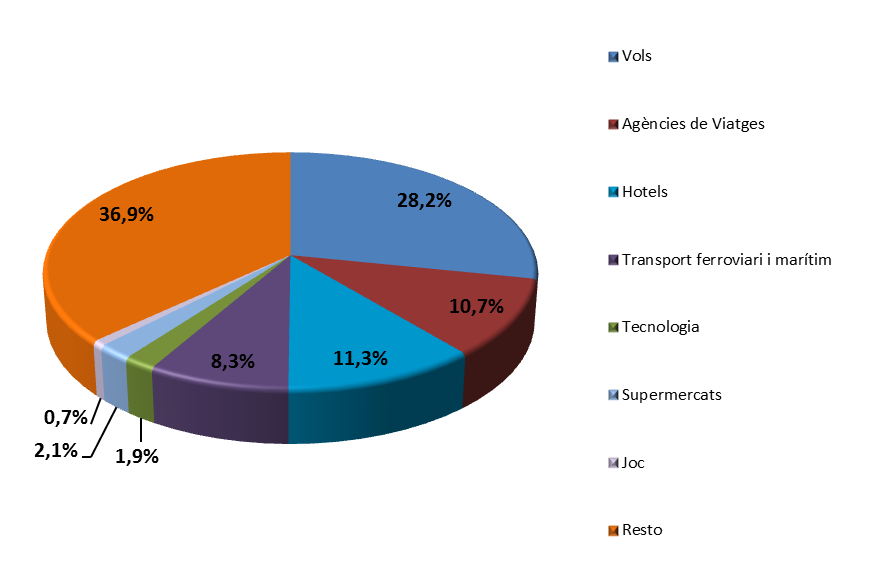 Vols
Agències de Viatges
Hotels
Transport ferroviari i marítim
Tecnologia
Supermercats
Joc
Resto
28,2%
10,7%
11,3%
8,3%
1,9%
2,1%
0,7%
36,9%